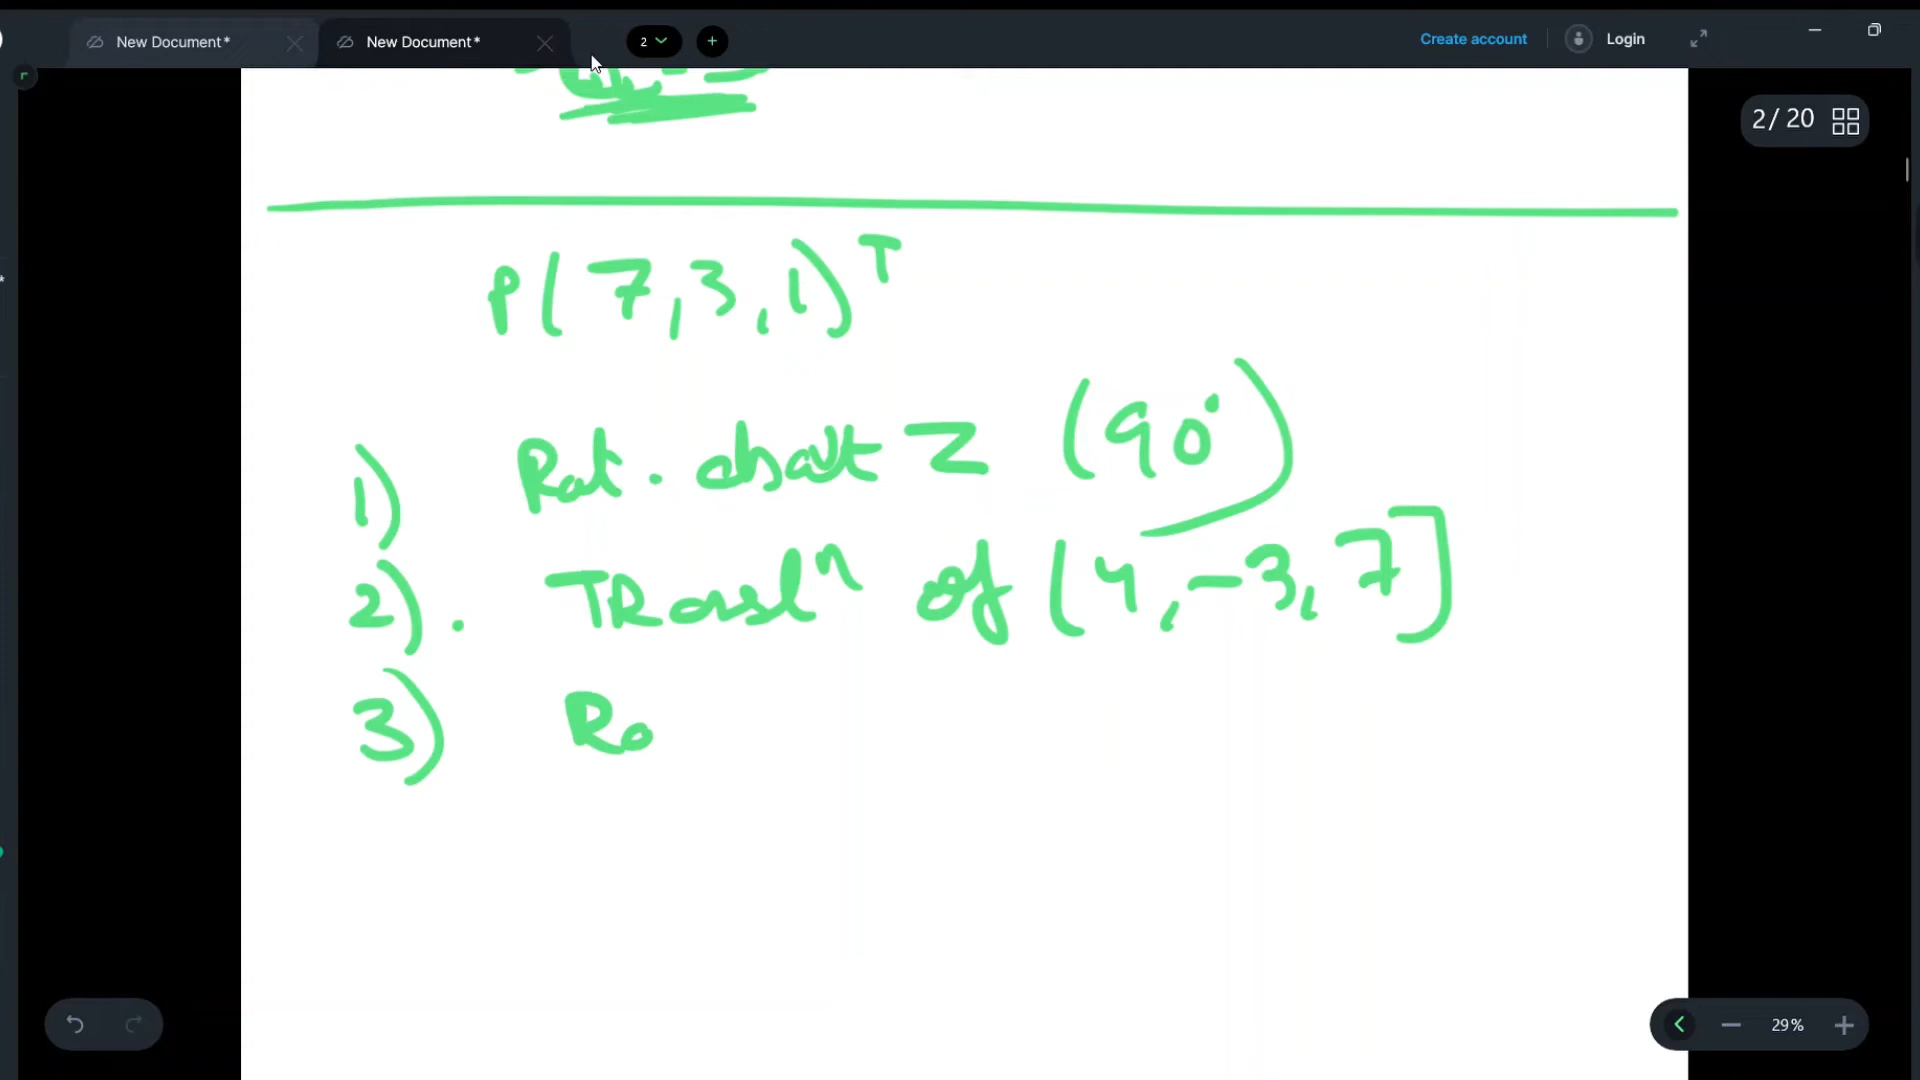 New Document*
New Document*
2
Create account
Login
2/ 20
P(7,3,1)ᵀ
1) Rot. about Z (90°)
2). TRanslⁿ of (4,-3,7]
3) Ro
29%